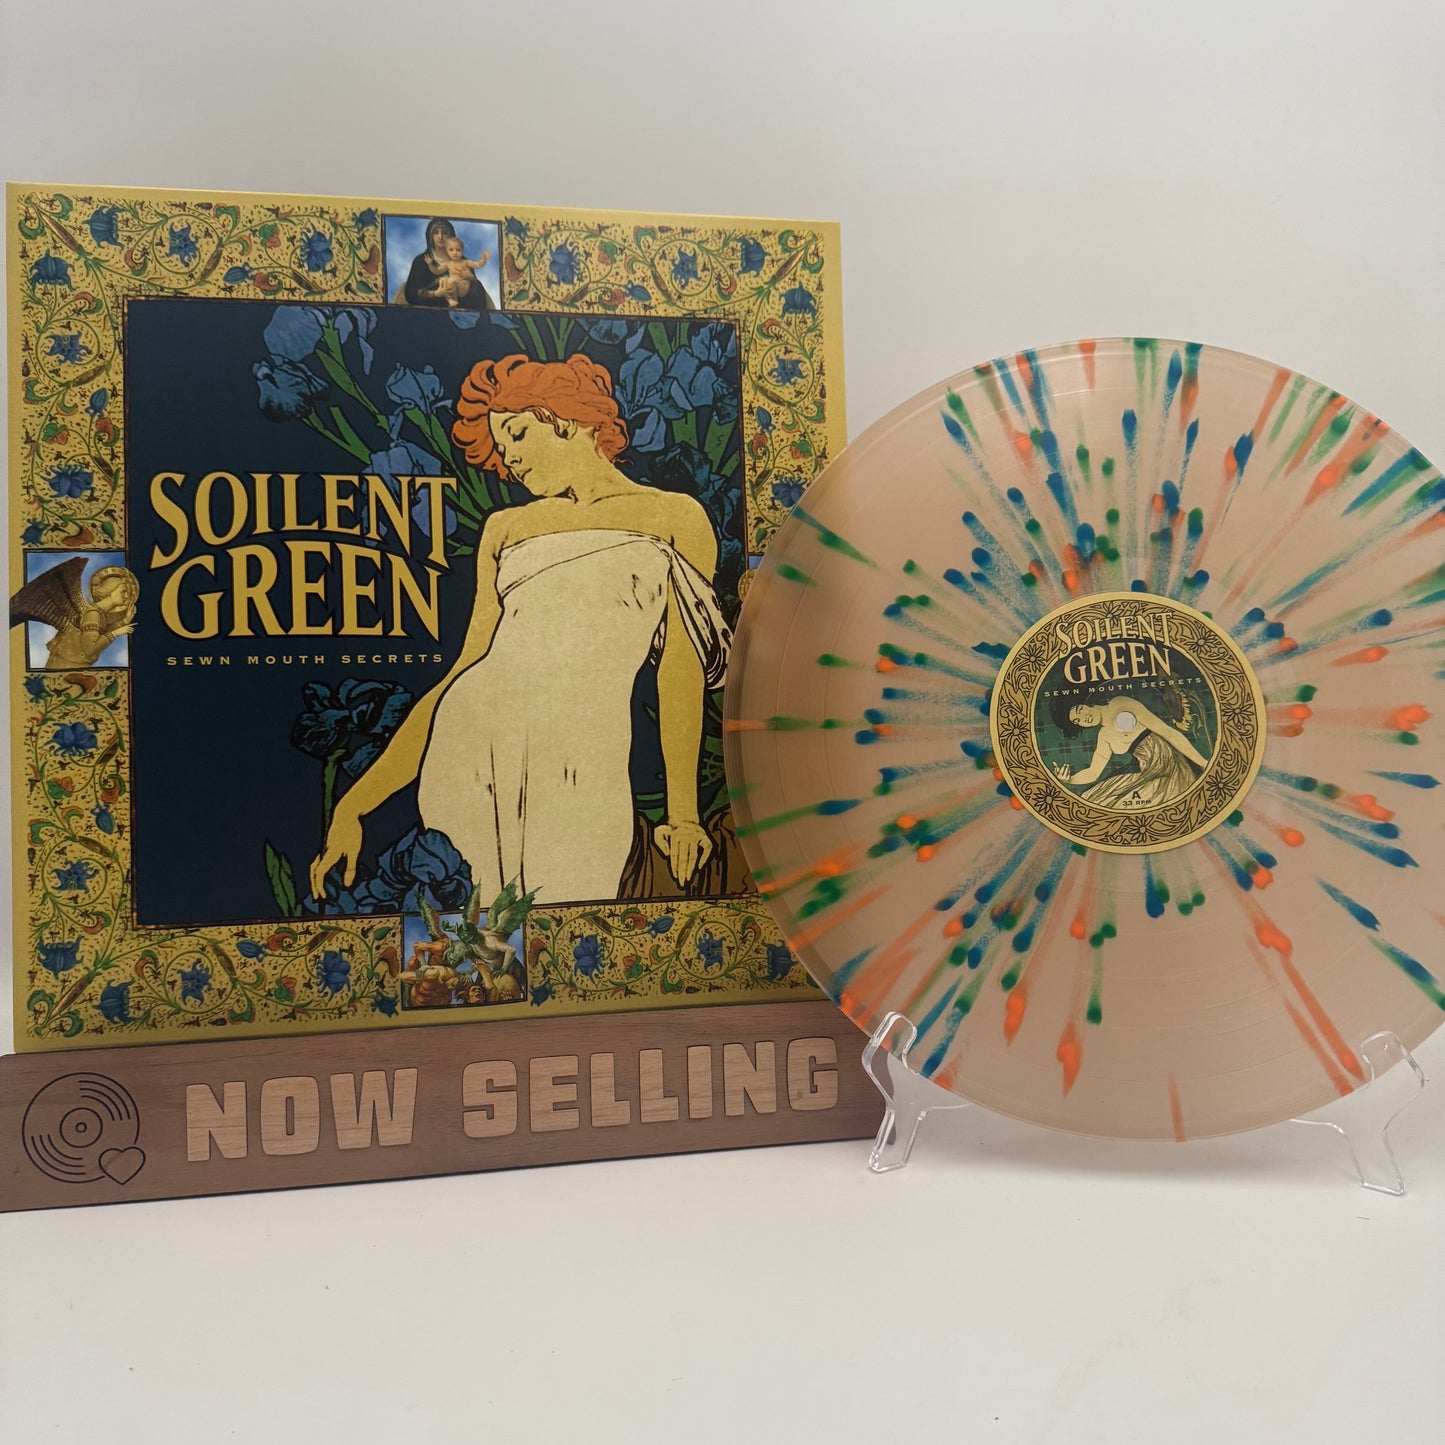 SOILENT
GREEN
SEWN MOUTH SECRETS
SOILENT
GREEN
SEWN MOUTH SECRETS
A
33 RPM
NOW SELLING